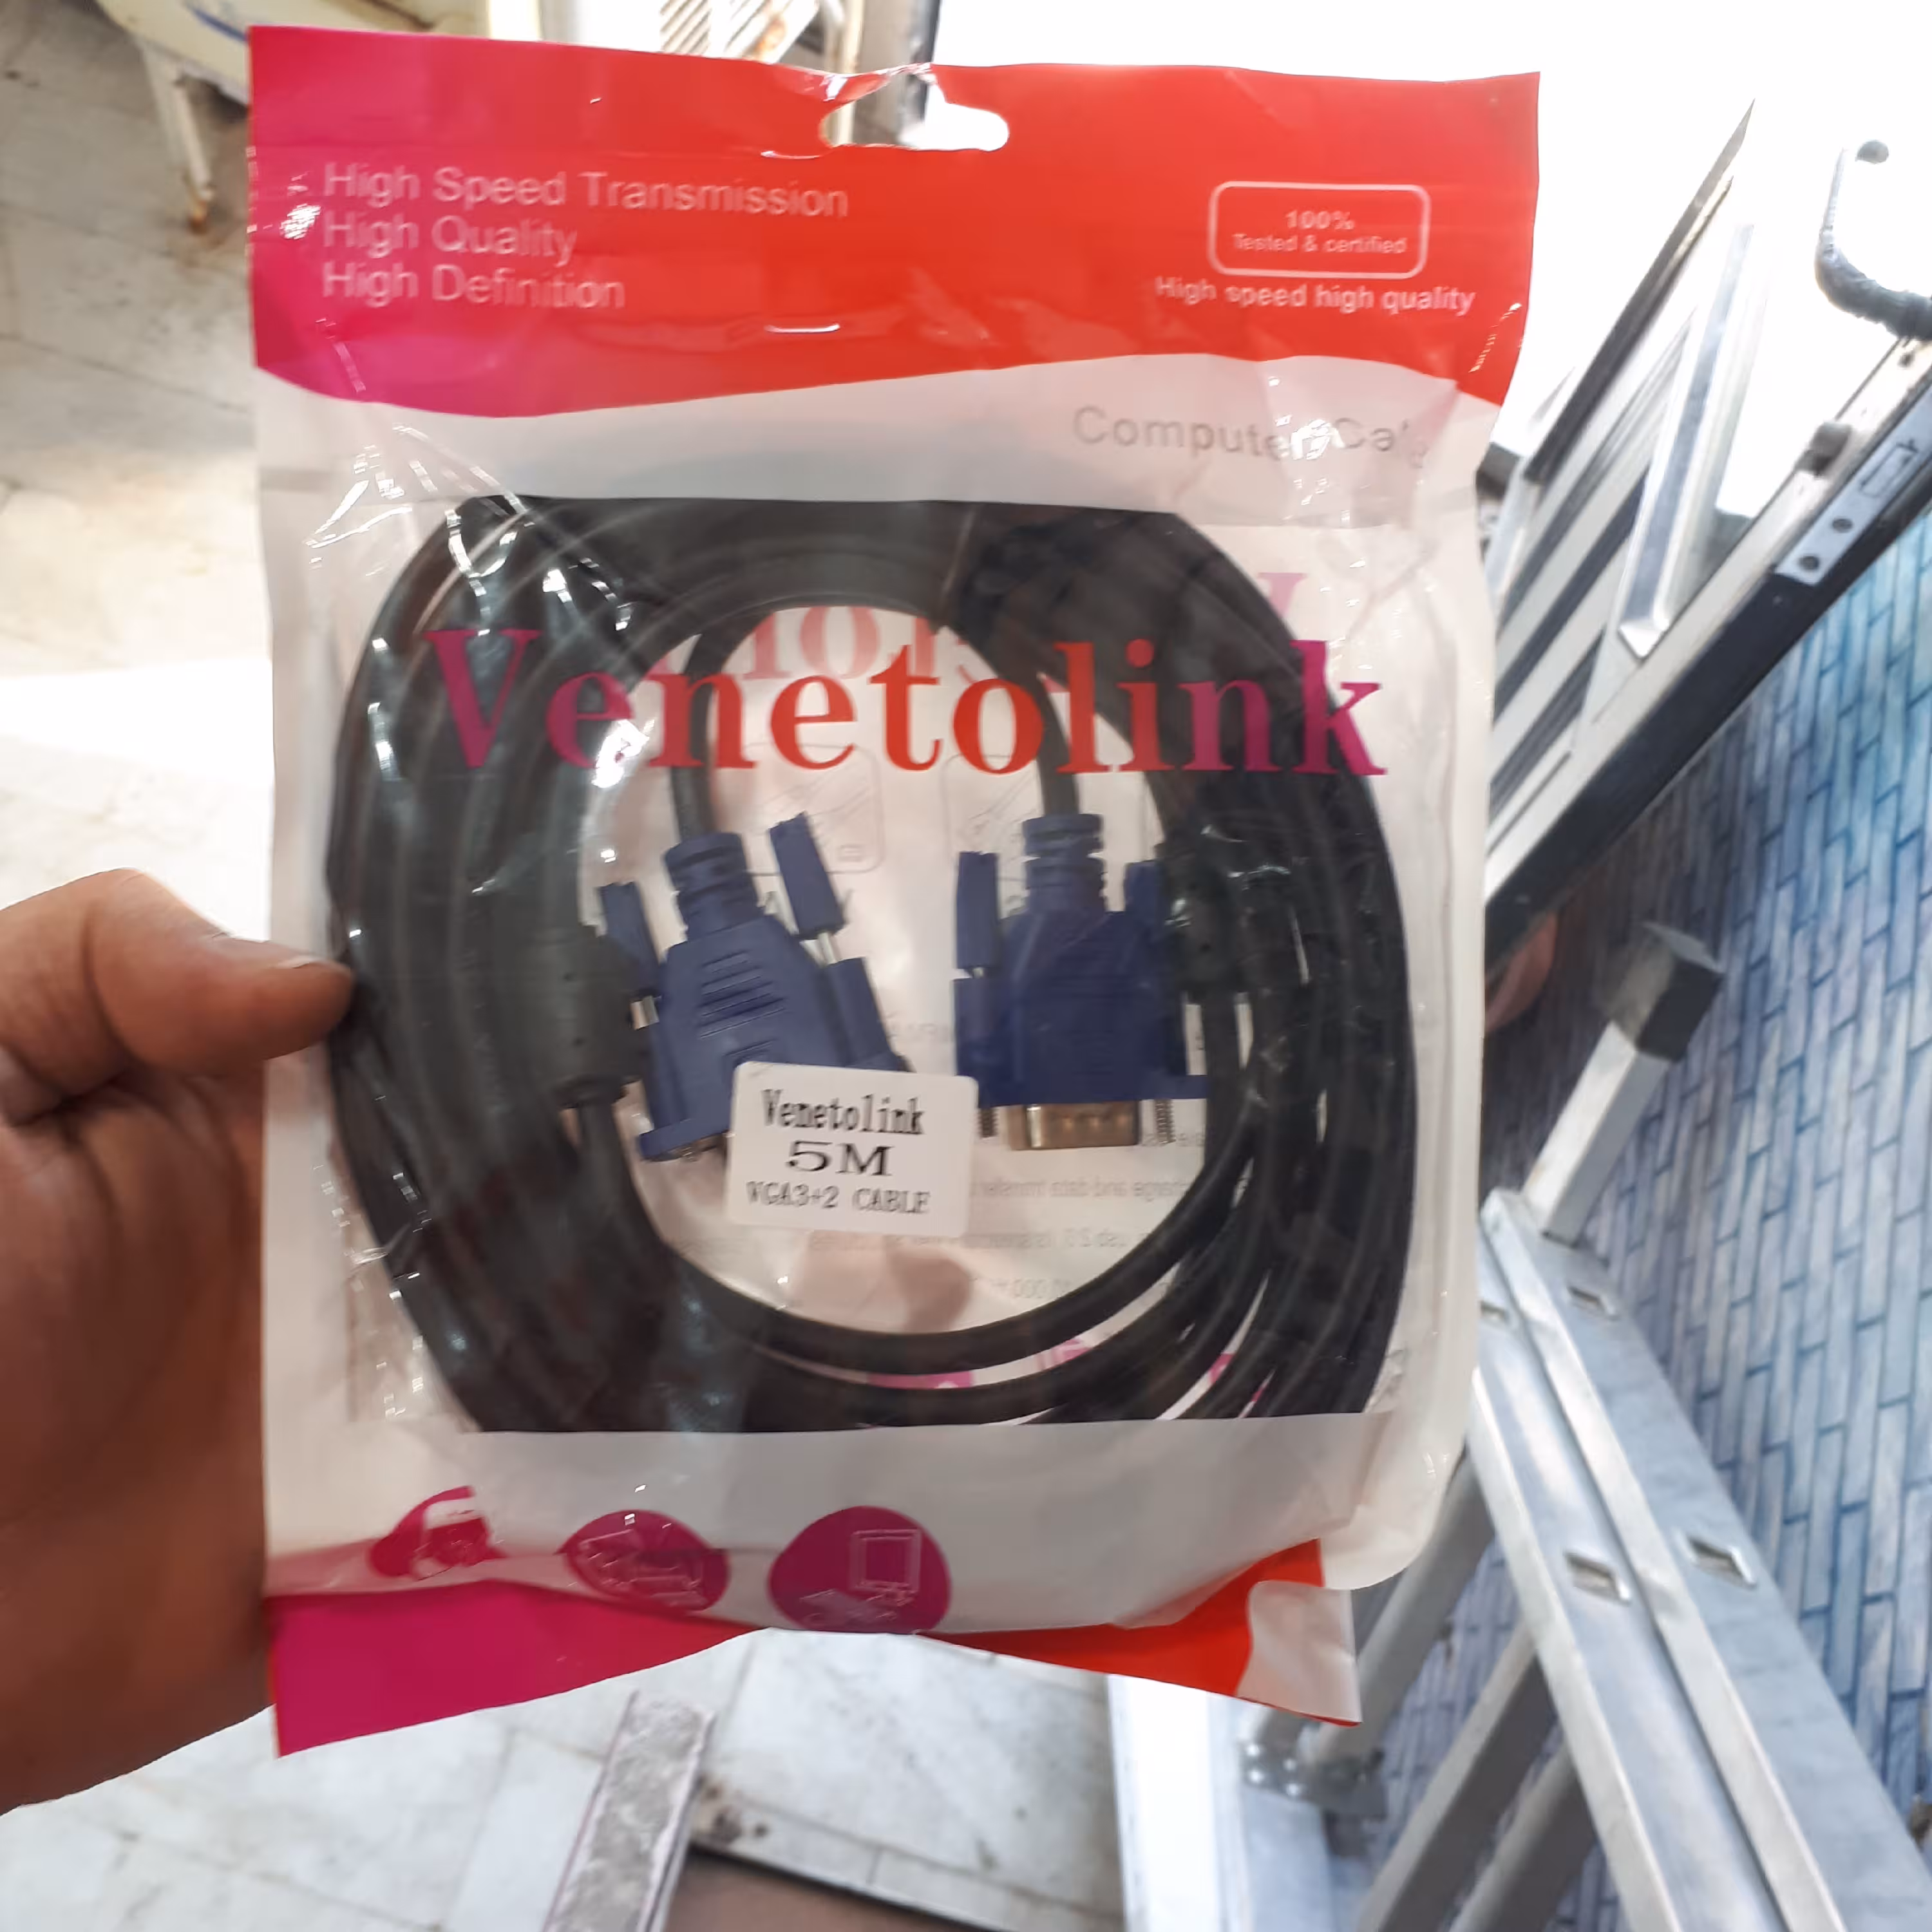 High Speed Transmission
High Quality
High Definition
100%
Tested & certified
High speed high quality
Computer
Venetolink
Venetolink
5M
VGA3+2 CABLE